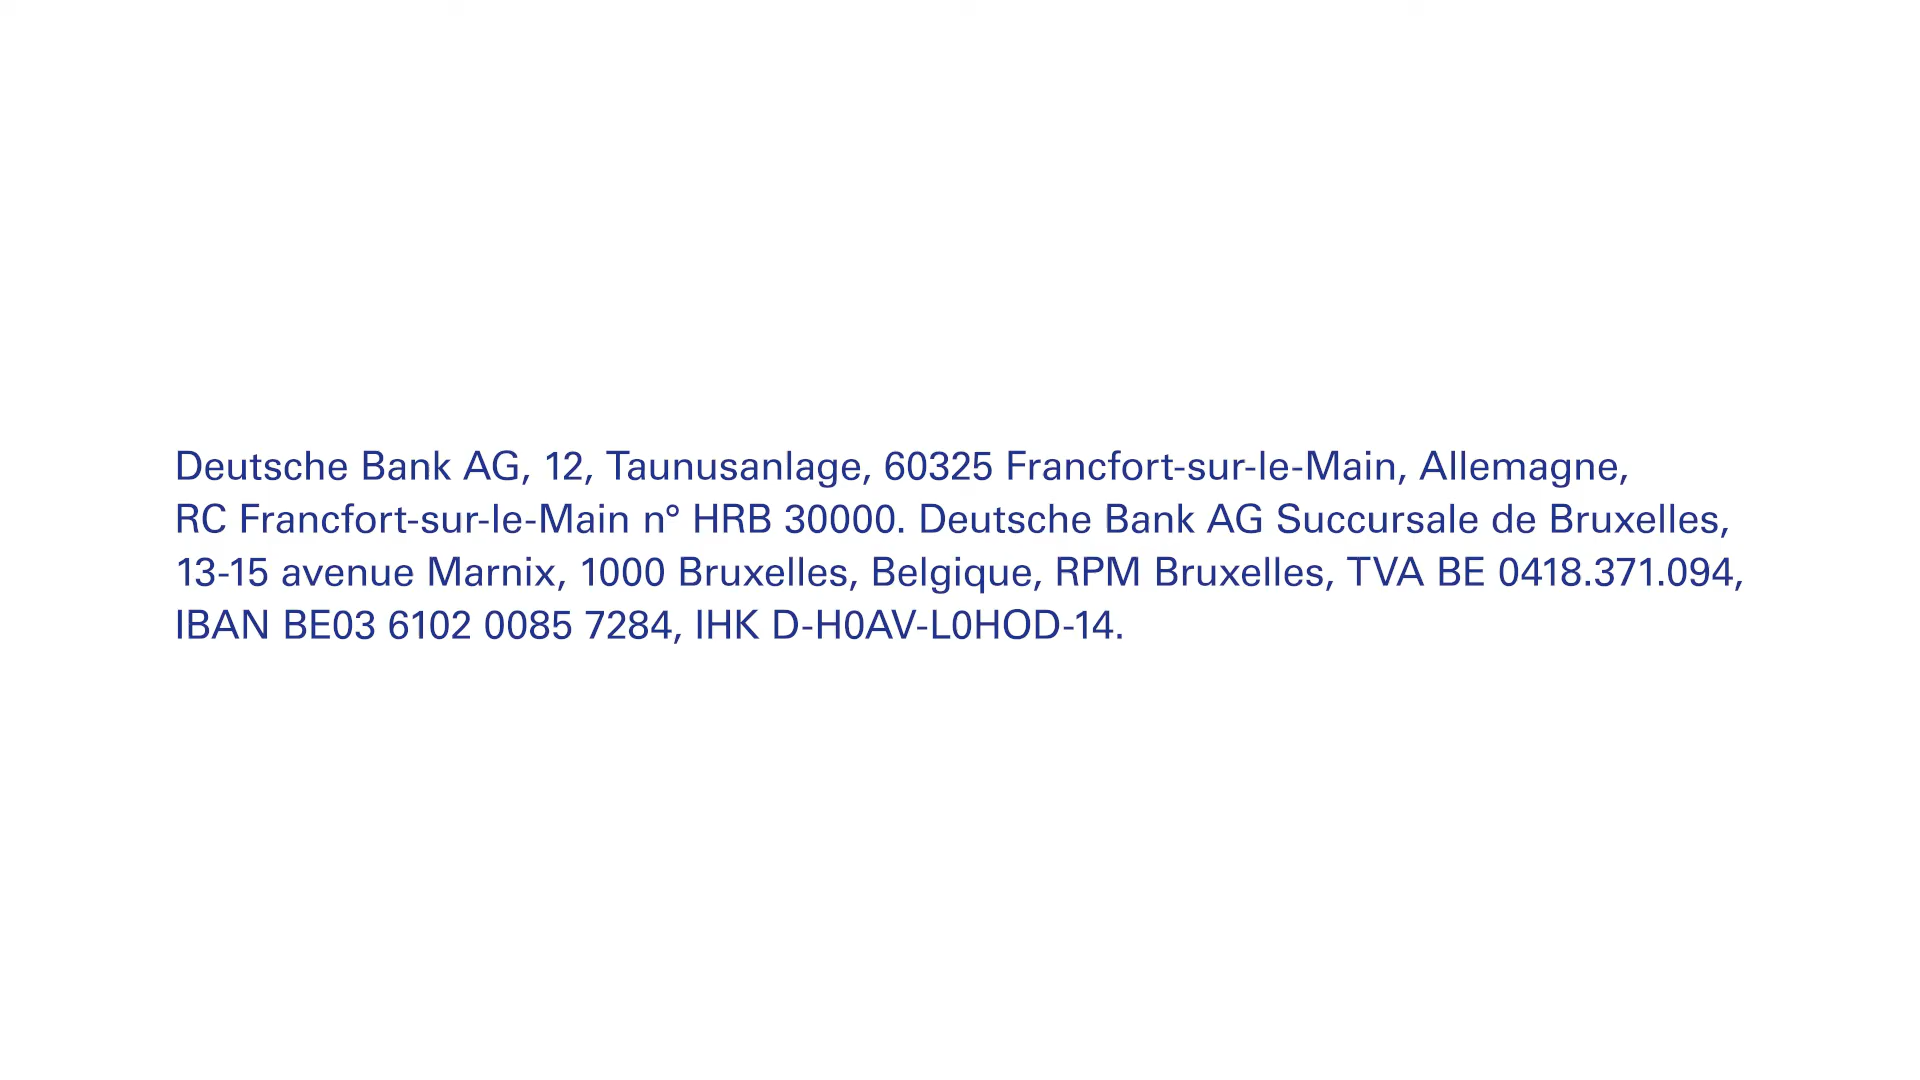 Deutsche Bank AG, 12, Taunusanlage, 60325 Francfort-sur-le-Main, Allemagne,
RC Francfort-sur-le-Main n° HRB 30000. Deutsche Bank AG Succursale de Bruxelles,
13-15 avenue Marnix, 1000 Bruxelles, Belgique, RPM Bruxelles, TVA BE 0418.371.094,
IBAN BE03 6102 0085 7284, IHK D-H0AV-L0HOD-14.